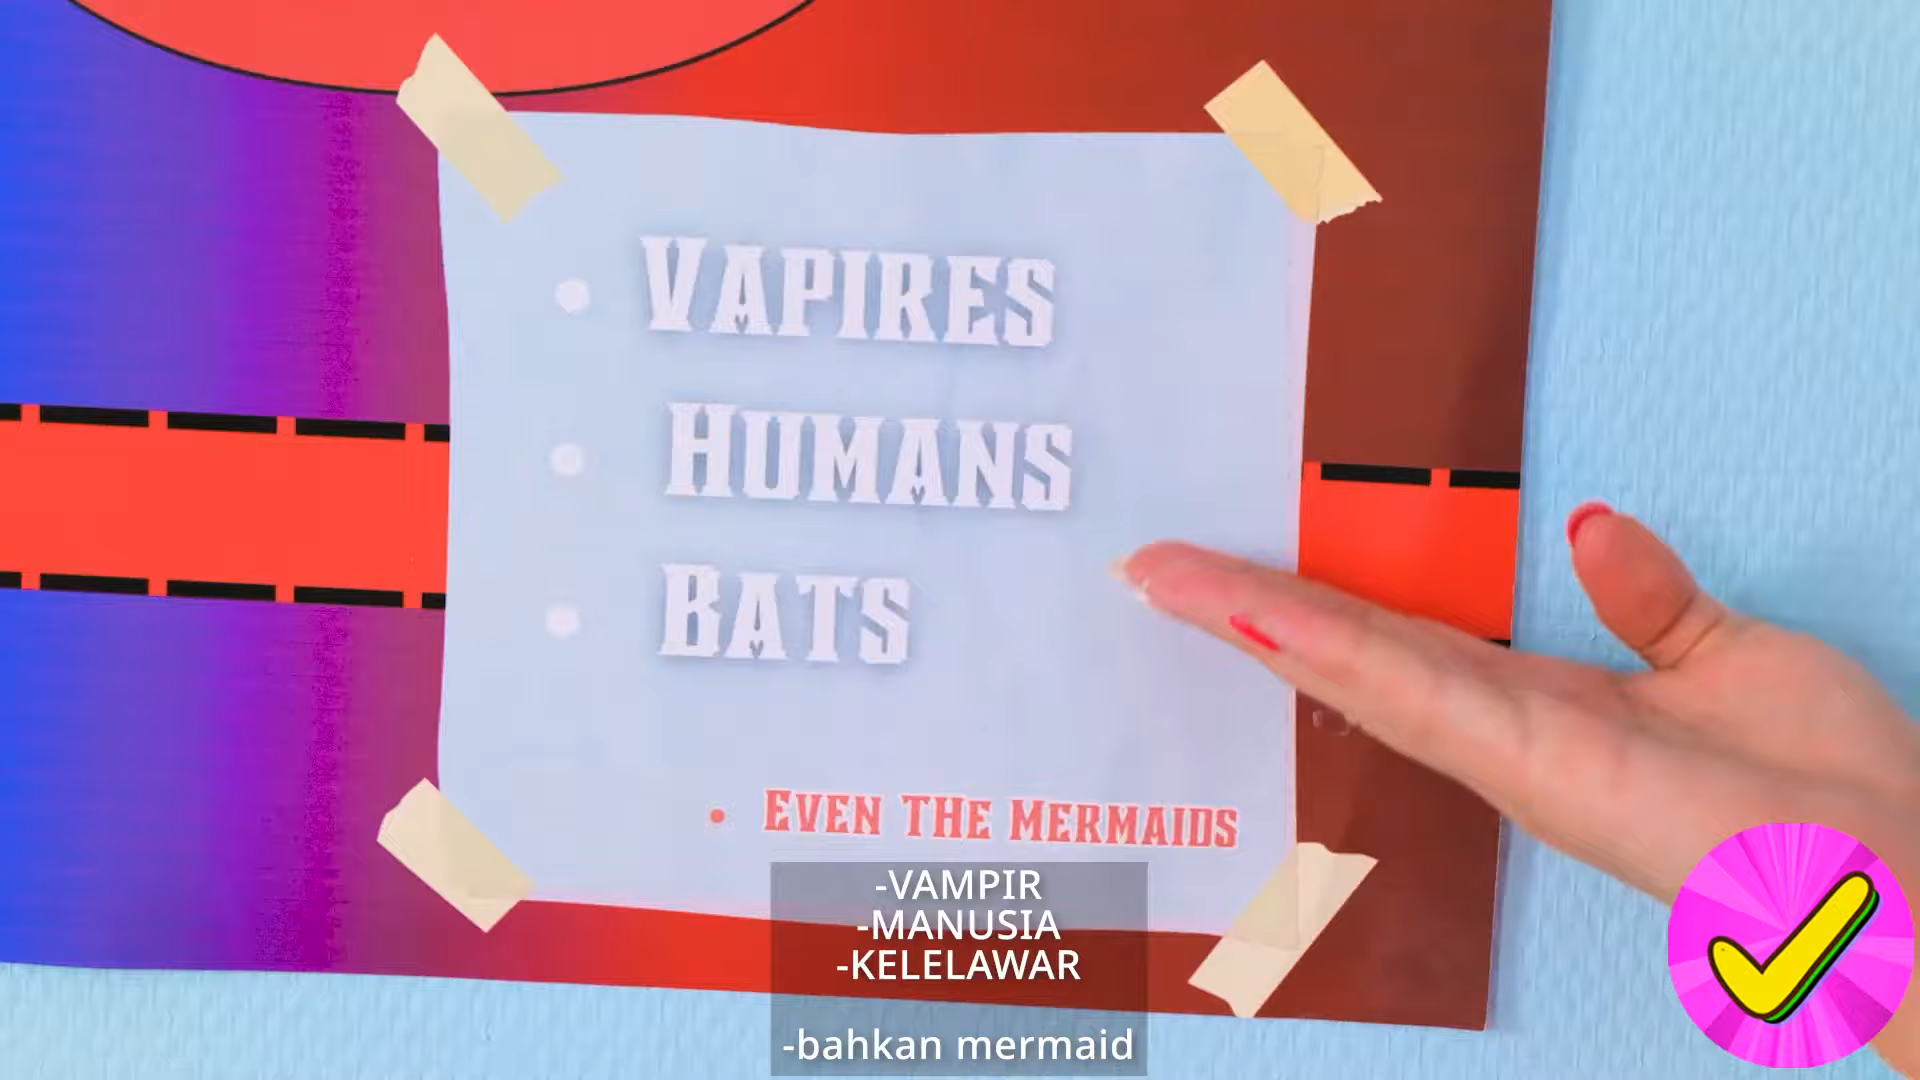 • VAPIRES
• HUMANS
• BATS
• EVEN THE MERMAIDS
-VAMPIR
-MANUSIA
-KELELAWAR
-bahkan mermaid